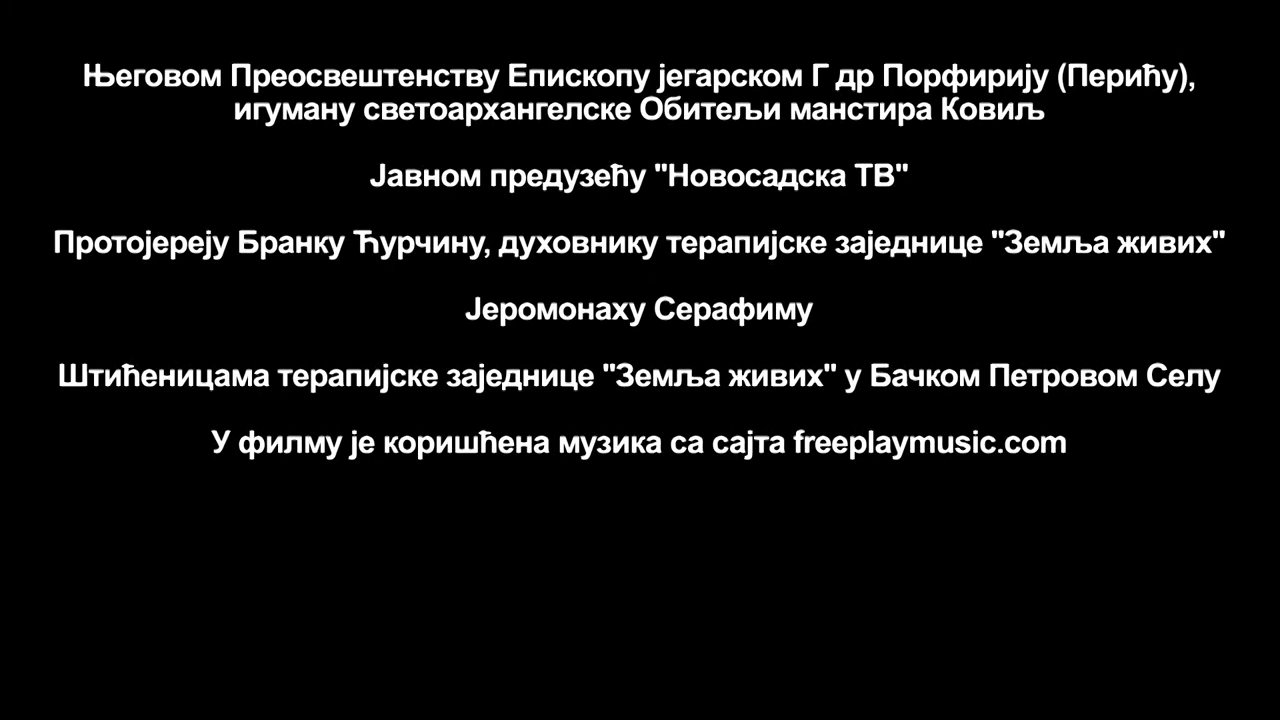 Његовом Преосвештенству Епископу јегарском Г др Порфирију (Перићу),
игуману светоархангелске Обитељи манстира Ковиљ
Јавном предузећу "Новосадска ТВ"
Протојереју Бранку Ћурчину, духовнику терапијске заједнице "Земља живих"
Јеромонаху Серафиму
Штићеницама терапијске заједнице "Земља живих" у Бачком Петровом Селу
У филму је коришћена музика са сајта freeplaymusic.com